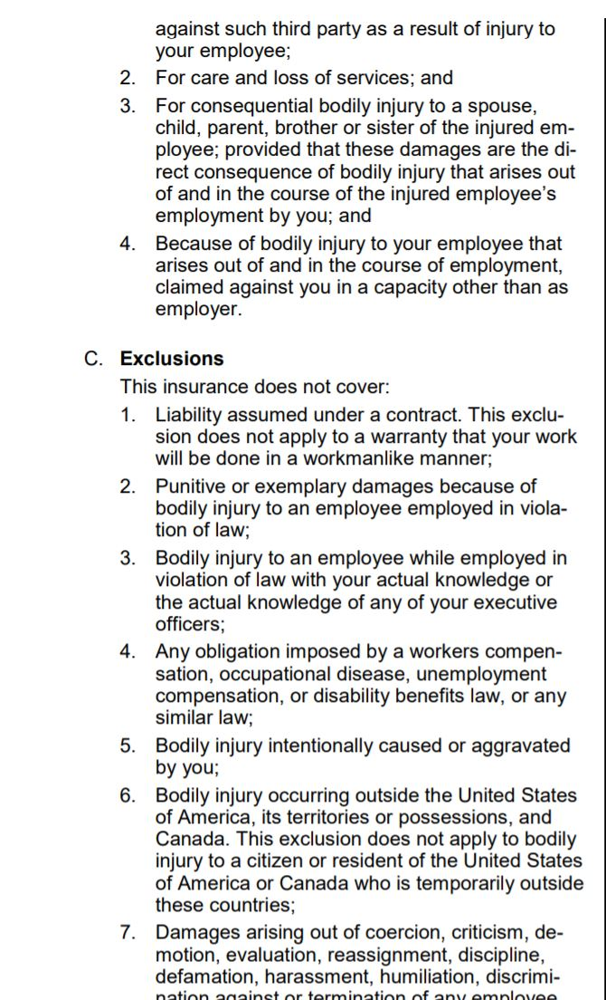 against such third party as a result of injury to
your employee;
2. For care and loss of services; and
3. For consequential bodily injury to a spouse,
child, parent, brother or sister of the injured em-
ployee; provided that these damages are the di-
rect consequence of bodily injury that arises out
of and in the course of the injured employee's
employment by you; and
4. Because of bodily injury to your employee that
arises out of and in the course of employment,
claimed against you in a capacity other than as
employer.
C. Exclusions
This insurance does not cover:
1. Liability assumed under a contract. This exclu-
sion does not apply to a warranty that your work
will be done in a workmanlike manner;
2. Punitive or exemplary damages because of
bodily injury to an employee employed in viola-
tion of law;
3. Bodily injury to an employee while employed in
violation of law with your actual knowledge or
the actual knowledge of any of your executive
officers;
4. Any obligation imposed by a workers compen-
sation, occupational disease, unemployment
compensation, or disability benefits law, or any
similar law;
5. Bodily injury intentionally caused or aggravated
by you;
6. Bodily injury occurring outside the United States
of America, its territories or possessions, and
Canada. This exclusion does not apply to bodily
injury to a citizen or resident of the United States
of America or Canada who is temporarily outside
these countries;
7. Damages arising out of coercion, criticism, de-
motion, evaluation, reassignment, discipline,
defamation, harassment, humiliation, discrimi-
nation against or termination of any employee